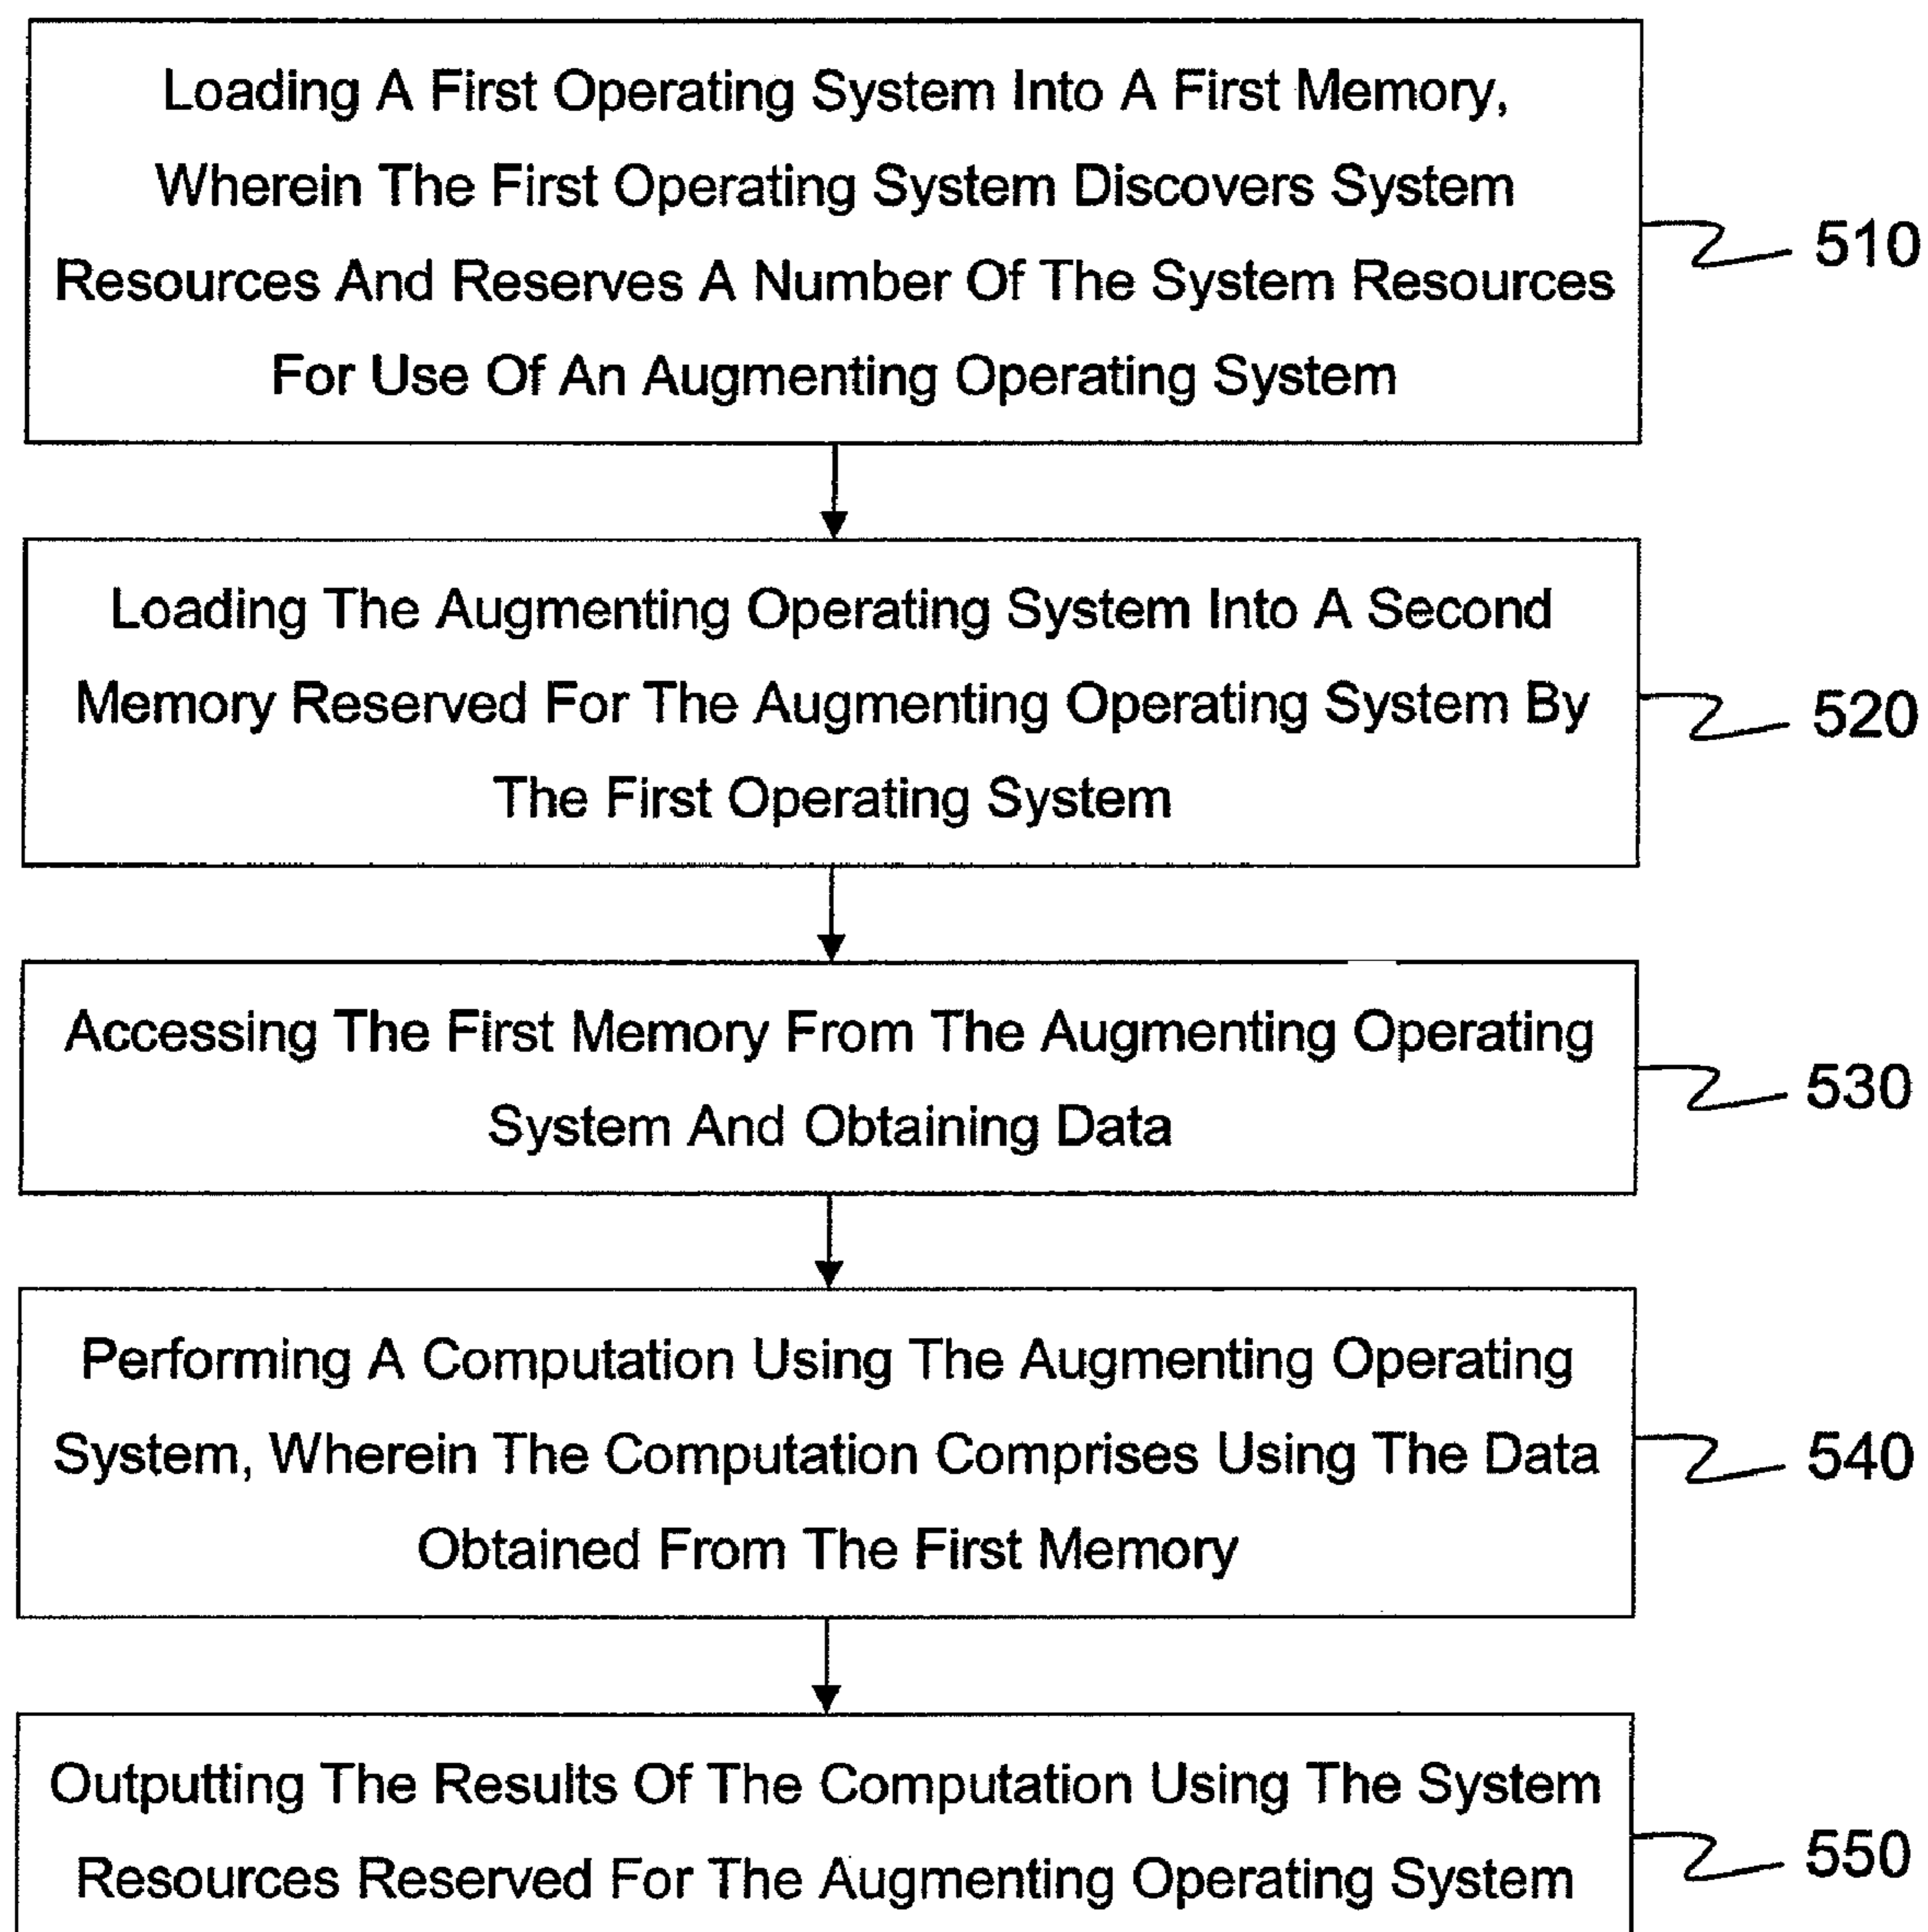 Loading A First Operating System Into A First Memory,
Wherein The First Operating System Discovers System
Resources And Reserves A Number Of The System Resources
For Use Of An Augmenting Operating System
510
Loading The Augmenting Operating System Into A Second
Memory Reserved For The Augmenting Operating System By
The First Operating System
520
Accessing The First Memory From The Augmenting Operating
System And Obtaining Data
530
Performing A Computation Using The Augmenting Operating
System, Wherein The Computation Comprises Using The Data
Obtained From The First Memory
540
Outputting The Results Of The Computation Using The System
Resources Reserved For The Augmenting Operating System
550